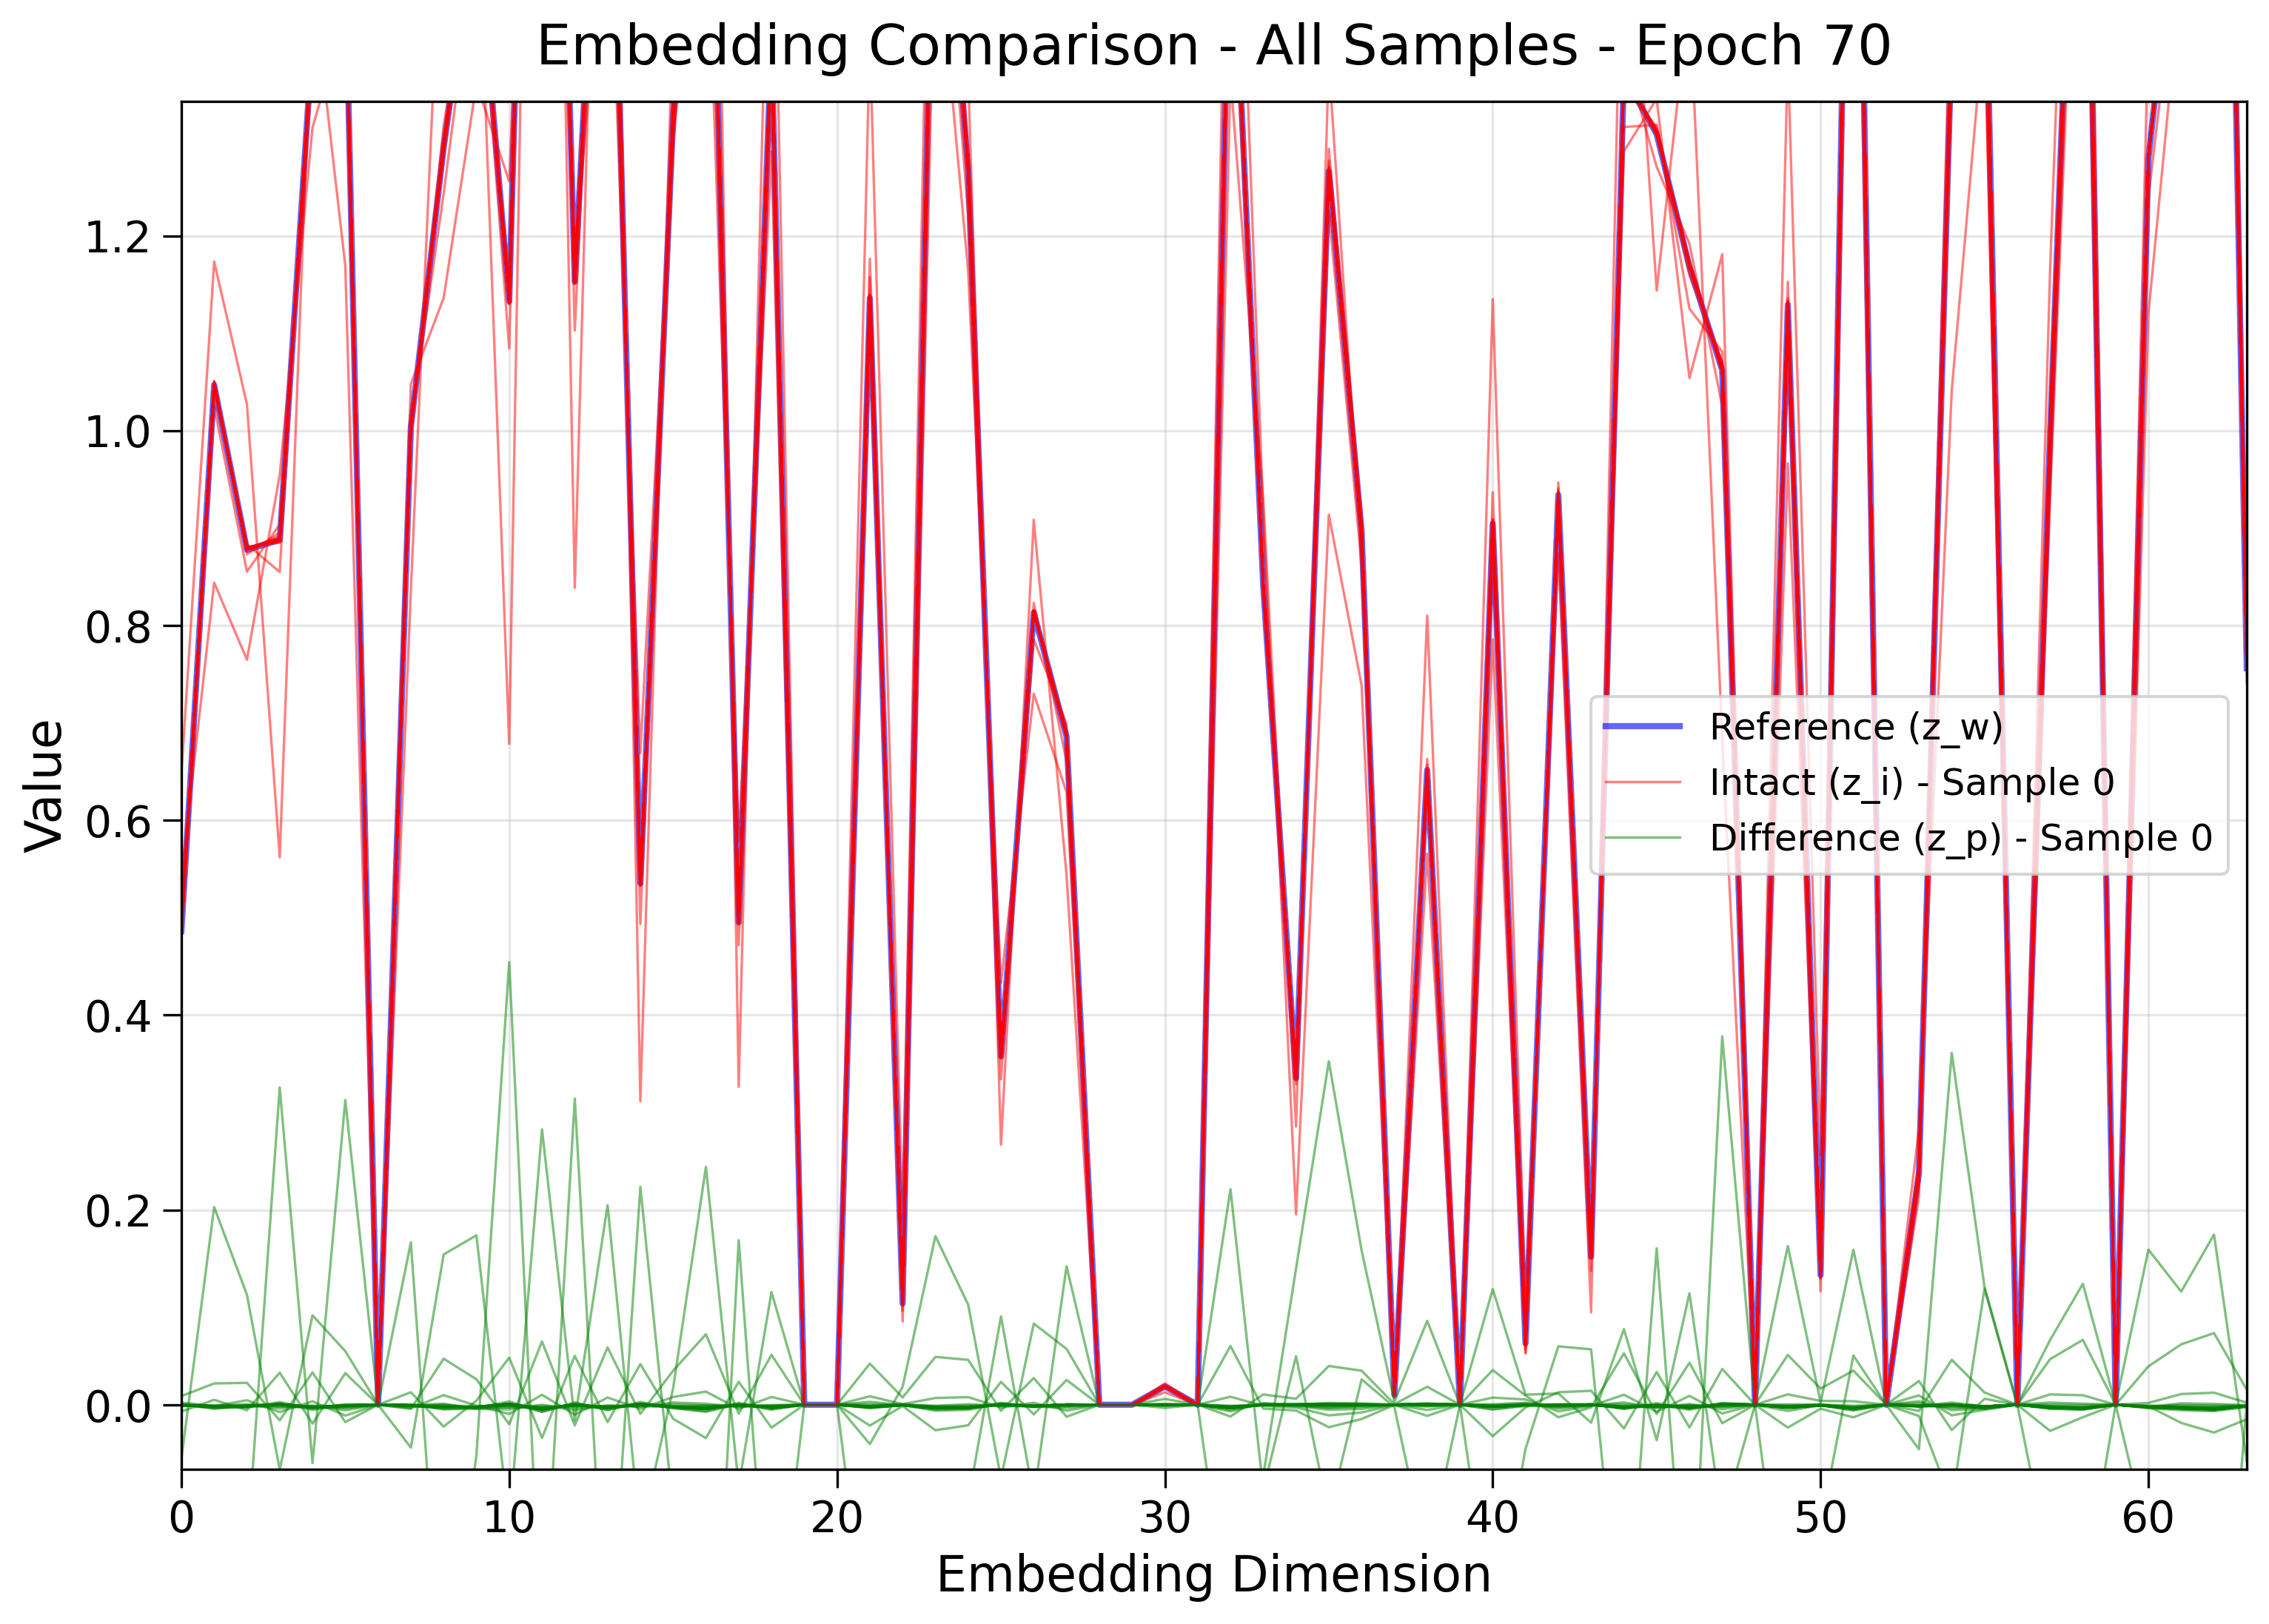 Embedding Comparison - All Samples - Epoch 70
1.2
1.0
0.8
0.6
0.4
0.2
0.0
Value
Reference (z_w)
Intact (z_i) - Sample 0
Difference (z_p) - Sample 0
0 10 20 30 40 50 60
Embedding Dimension